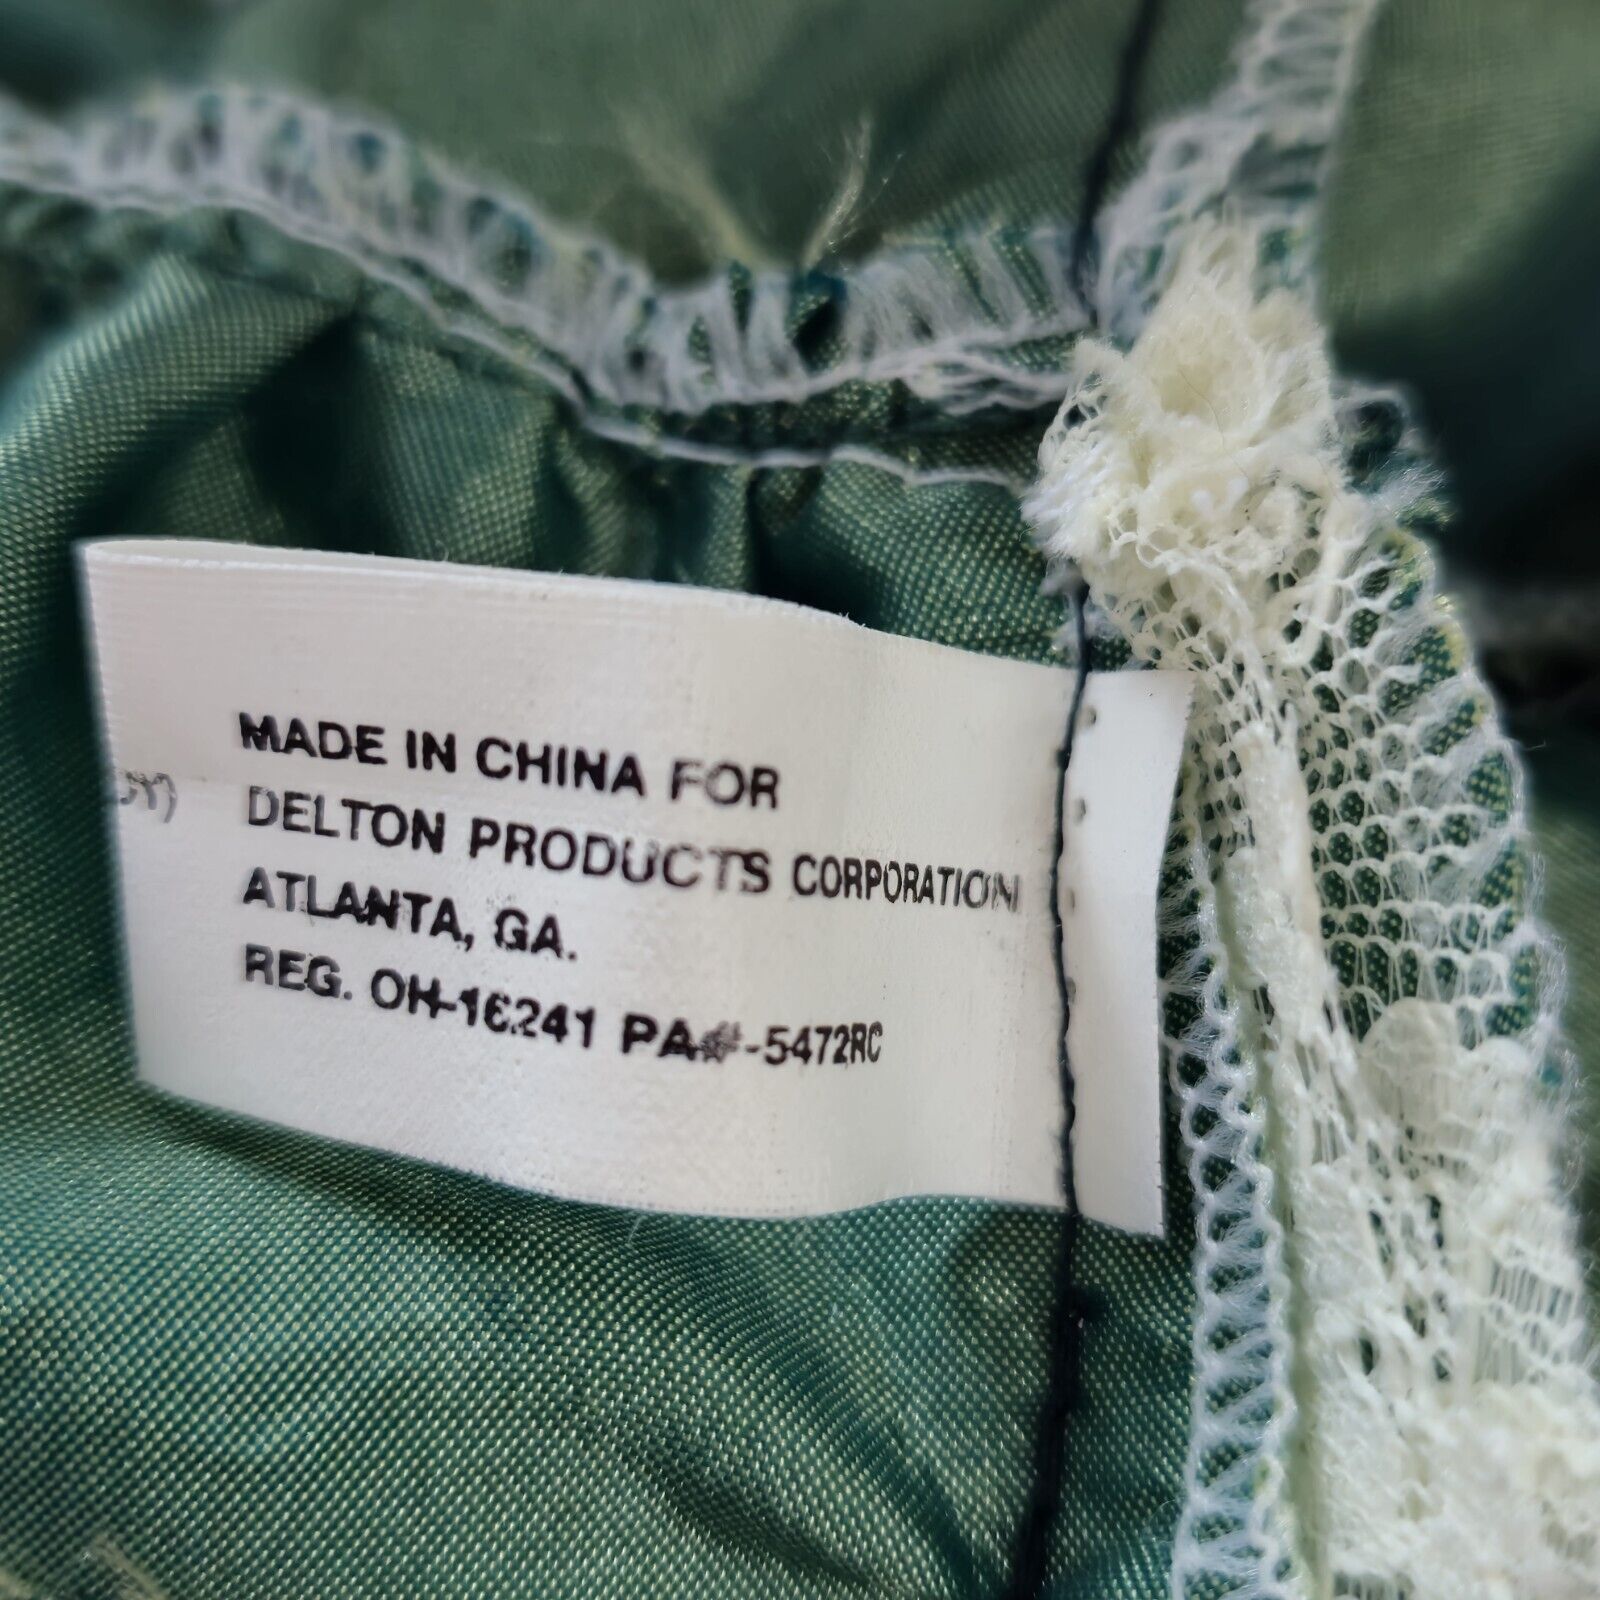 MADE IN CHINA FOR
DELTON PRODUCTS CORPORATION
ATLANTA, GA.
REG. OH-16241 PA#-5472RC